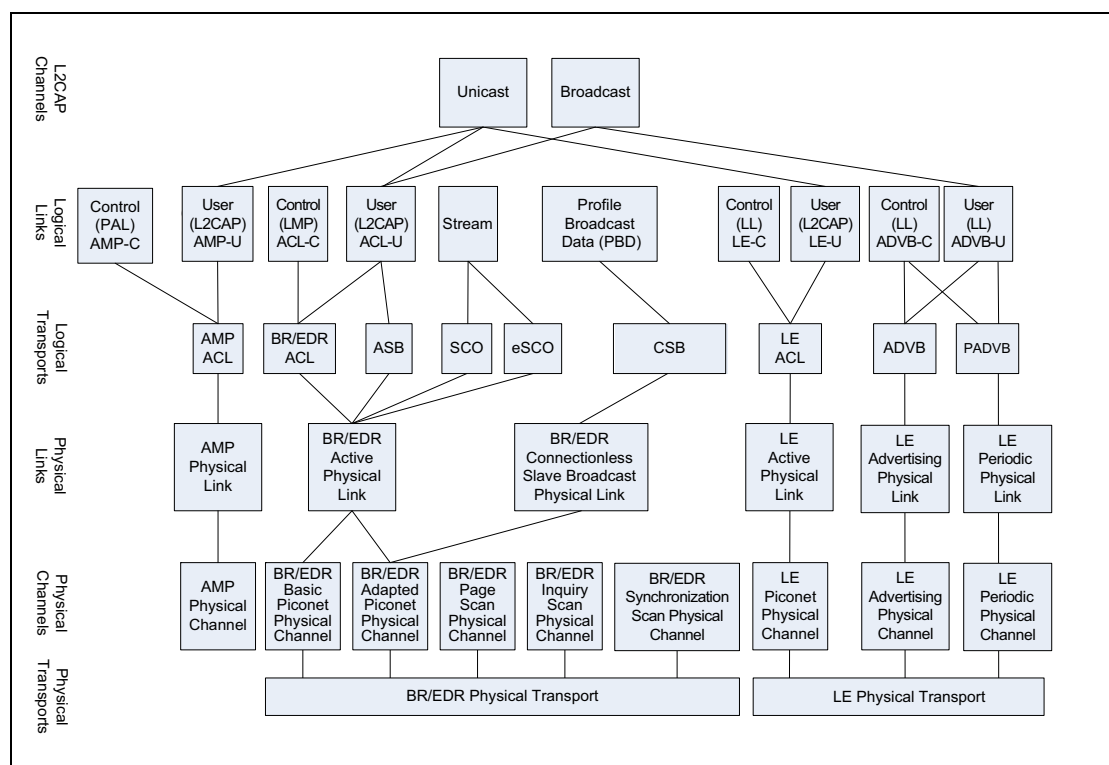 L2CAP
Channels
Unicast
Broadcast
Logical
Links
Control
(PAL)
AMP-C
User
(L2CAP)
AMP-U
Control
(LMP)
ACL-C
User
(L2CAP)
ACL-U
Stream
Profile
Broadcast
Data (PBD)
Control
(LL)
LE-C
User
(L2CAP)
LE-U
Control
(LL)
ADVB-C
User
(LL)
ADVB-U
Logical
Transports
AMP
ACL
BR/EDR
ACL
ASB
SCO
eSCO
CSB
LE
ACL
ADVB
PADVB
Physical
Links
AMP
Physical
Link
BR/EDR
Active
Physical
Link
BR/EDR
Connectionless
Slave Broadcast
Physical Link
LE
Active
Physical
Link
LE
Advertising
Physical
Link
LE
Periodic
Physical
Link
Physical
Channels
AMP
Physical
Channel
BR/EDR
Basic
Piconet
Physical
Channel
BR/EDR
Adapted
Piconet
Physical
Channel
BR/EDR
Page
Scan
Physical
Channel
BR/EDR
Inquiry
Scan
Physical
Channel
BR/EDR
Synchronization
Scan Physical
Channel
LE
Piconet
Physical
Channel
LE
Advertising
Physical
Channel
LE
Periodic
Physical
Channel
Physical
Transports
BR/EDR Physical Transport
LE Physical Transport